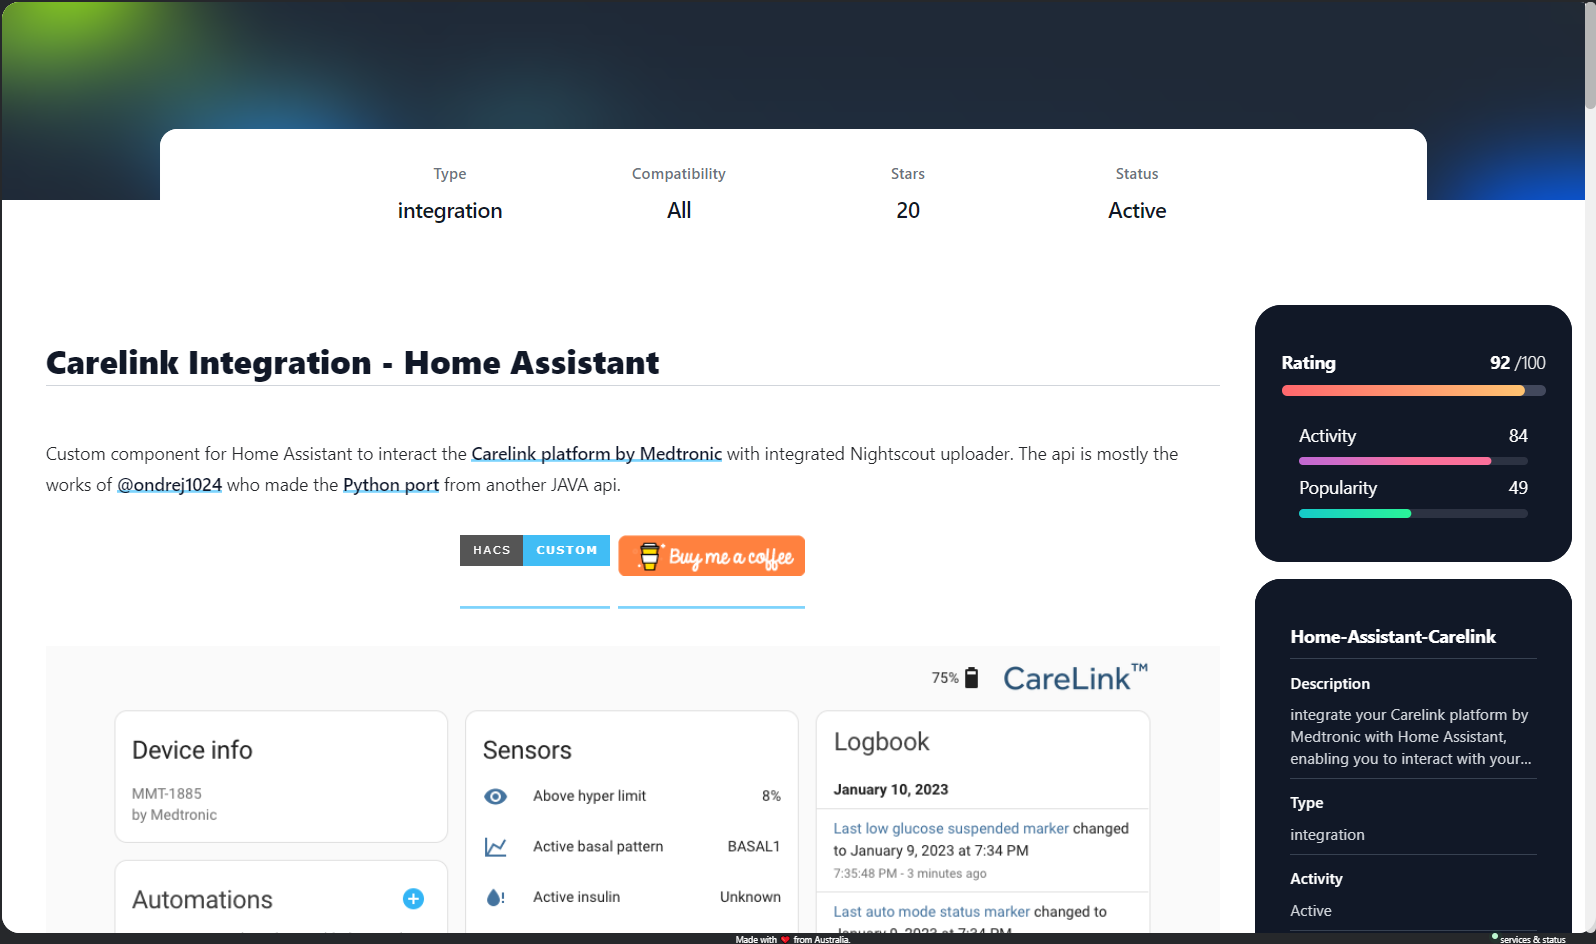 Type
Compatibility
Stars
Status
integration
All
20
Active
Carelink Integration - Home Assistant
Custom component for Home Assistant to interact the Carelink platform by Medtronic with integrated Nightscout uploader. The api is mostly the
works of @ondrej1024 who made the Python port from another JAVA api.
HACS CUSTOM
Buy me a coffee
75%
CareLink™
Device info
MMT-1885
by Medtronic
Automations
Sensors
Above hyper limit 8%
Active basal pattern BASAL1
Active insulin Unknown
Logbook
January 10, 2023
Last low glucose suspended marker changed
to January 9, 2023 at 7:34 PM
7:35:48 PM - 3 minutes ago
Last auto mode status marker changed to
January 9, 2023 at 7:34 PM
Rating 92 /100
Activity 84
Popularity 49
Home-Assistant-Carelink
Description
integrate your Carelink platform by
Medtronic with Home Assistant,
enabling you to interact with your...
Type
integration
Activity
Active
Made with ❤ from Australia.
services & status